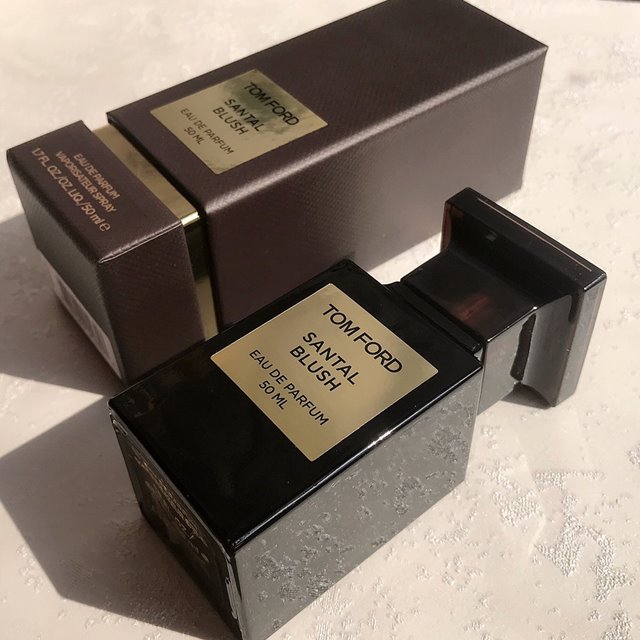 TOM FORD
SANTAL
BLUSH
EAU DE PARFUM
50 ML
EAU DE PARFUM
VAPORISATEUR SPRAY
1.7 FL.OZ./OZ.LIQ./50 ml e
TOM FORD
SANTAL
BLUSH
EAU DE PARFUM
50 ML